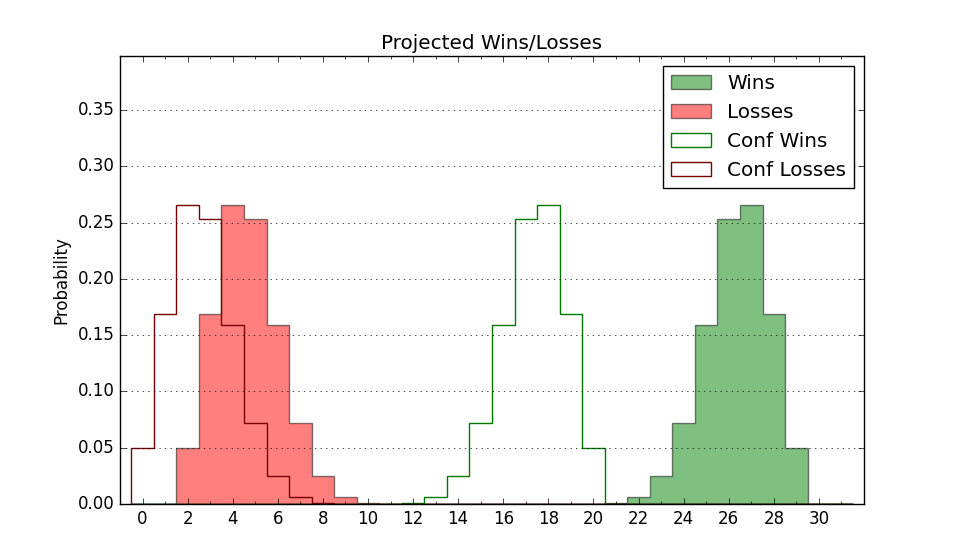 Projected Wins/Losses
Wins
Losses
Conf Wins
Conf Losses
Probability
0.35
0.30
0.25
0.20
0.15
0.10
0.05
0.00
0 2 4 6 8 10 12 14 16 18 20 22 24 26 28 30